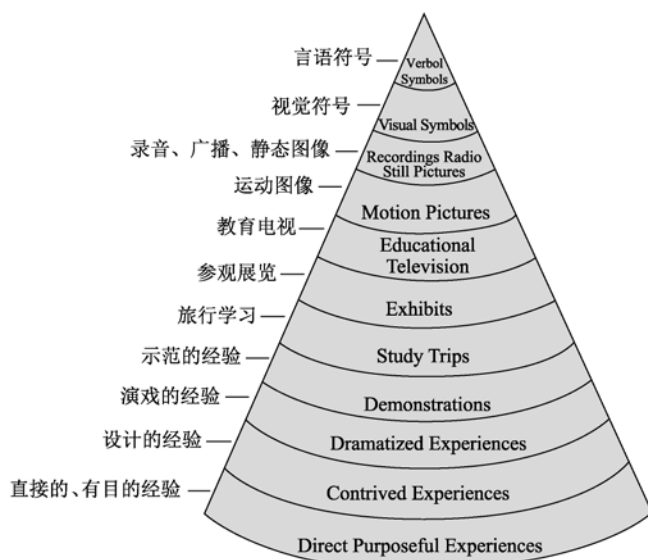 言语符号
Verbol
Symbols
视觉符号
Visual Symbols
录音、广播、静态图像
Recordings Radio
Still Pictures
运动图像
Motion Pictures
教育电视
Educational
Television
参观展览
Exhibits
旅行学习
Study Trips
示范的经验
Demonstrations
演戏的经验
Dramatized Experiences
设计的经验
Contrived Experiences
直接的、有目的经验
Direct Purposeful Experiences